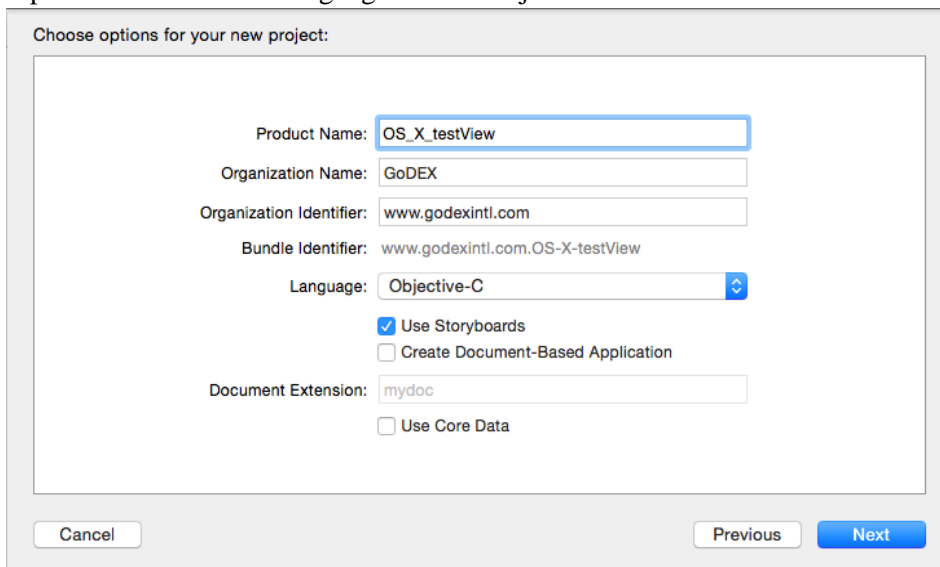 Choose options for your new project:
Product Name: OS_X_testView
Organization Name: GoDEX
Organization Identifier: www.godexintl.com
Bundle Identifier: www.godexintl.com.OS-X-testView
Language: Objective-C
Use Storyboards
Create Document-Based Application
Document Extension: mydoc
Use Core Data
Cancel Previous Next